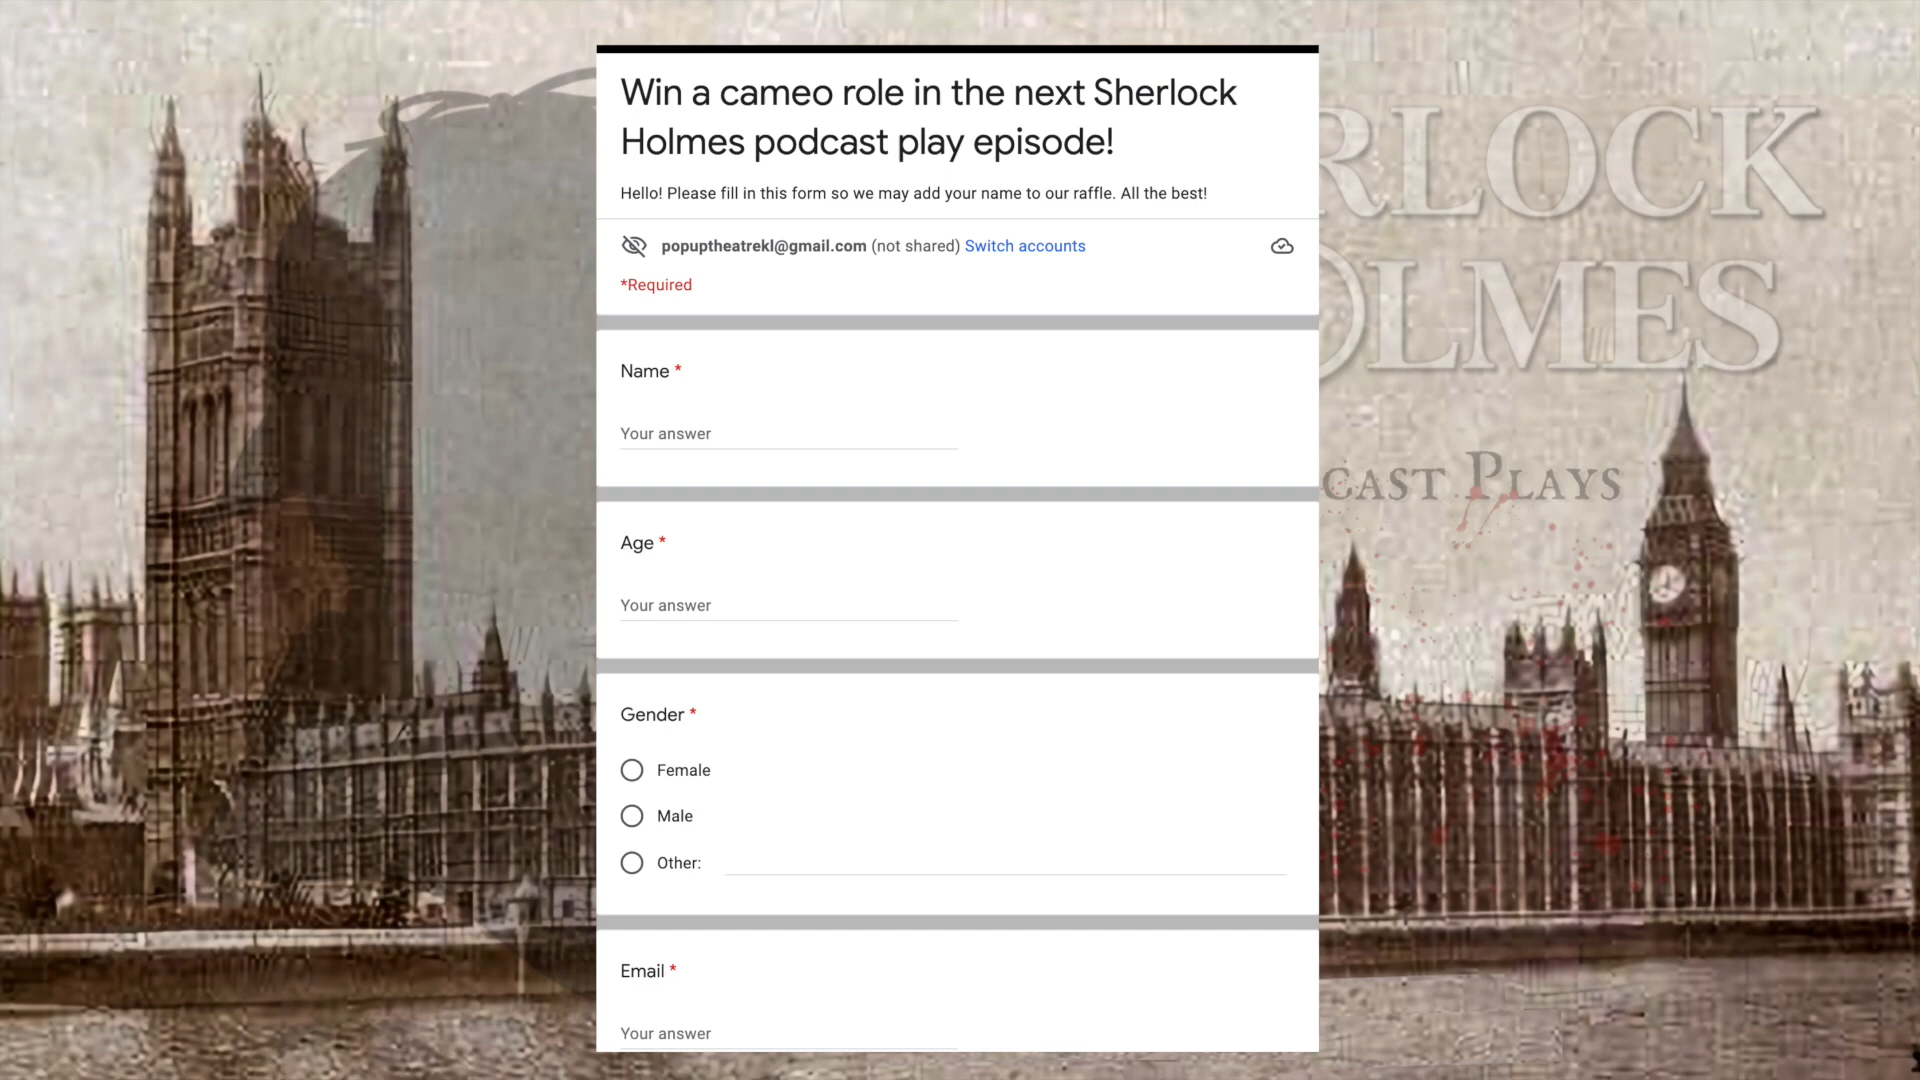 Win a cameo role in the next Sherlock
Holmes podcast play episode!
Hello! Please fill in this form so we may add your name to our raffle. All the best!
popuptheatrekl@gmail.com (not shared) Switch accounts
*Required
Name *
Your answer
Age *
Your answer
Gender *
Female
Male
Other:
Email *
Your answer
RLOCK
OLMES
CAST PLAYS